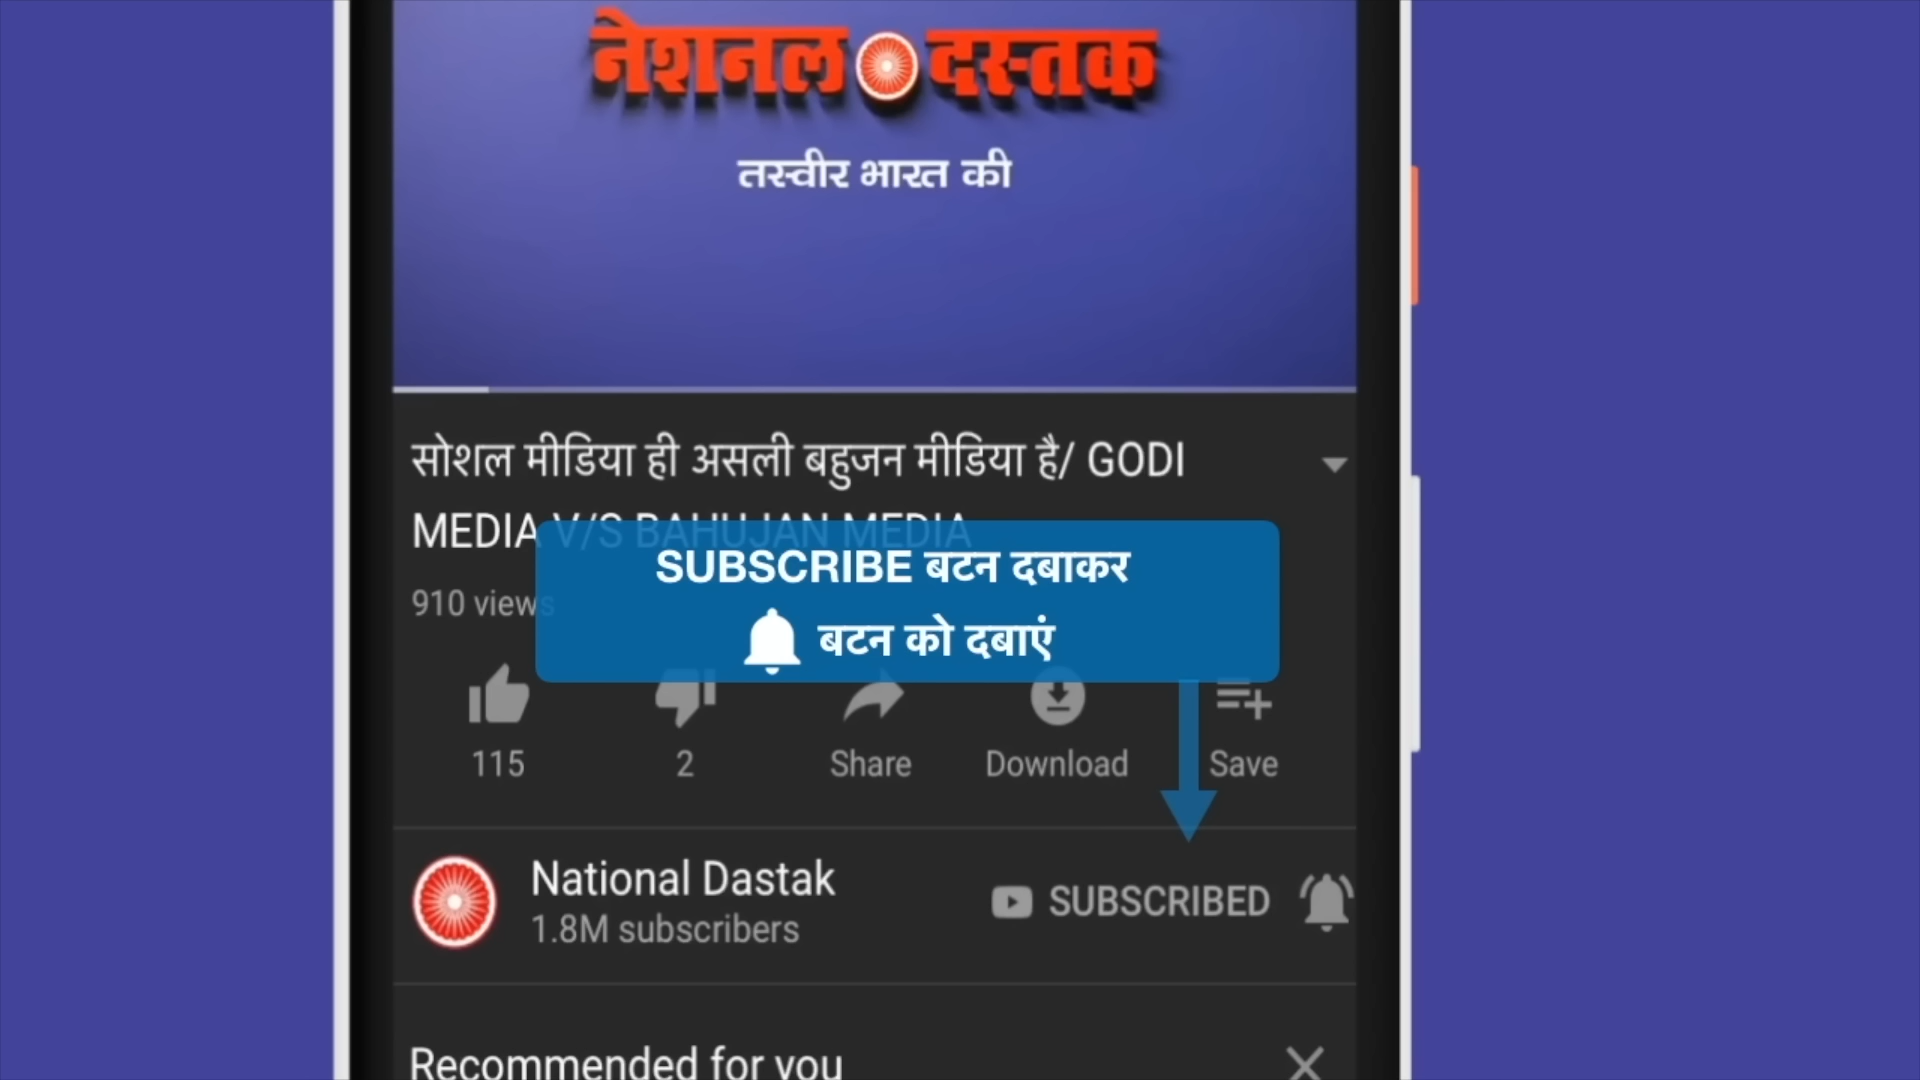 नेशनल दस्तक
तस्वीर भारत की
सोशल मीडिया ही असली बहुजन मीडिया है/ GODI
MEDIA V/S BAHUJAN MEDIA
SUBSCRIBE बटन दबाकर
बटन को दबाएं
910 views
115
2
Share
Download
Save
National Dastak
1.8M subscribers
SUBSCRIBED
Recommended for you